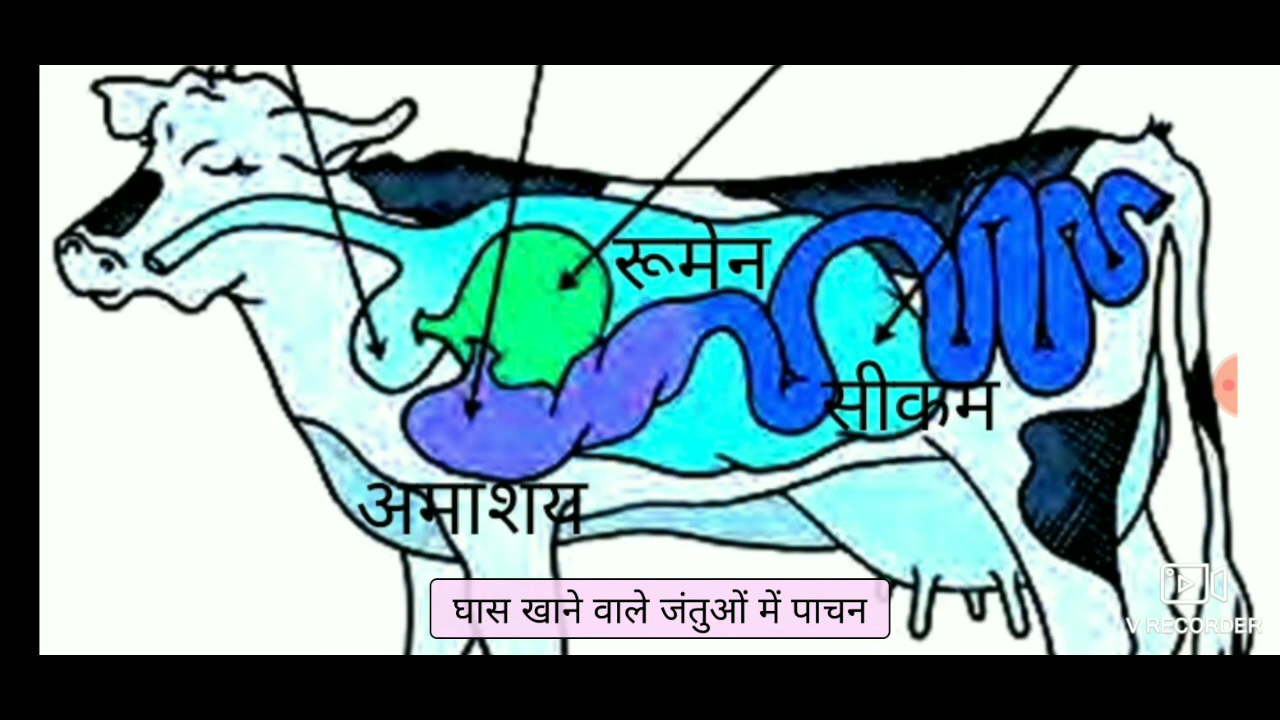 रूमेन
सीकम
अमाशय
घास खाने वाले जंतुओं में पाचन
V RECORDER